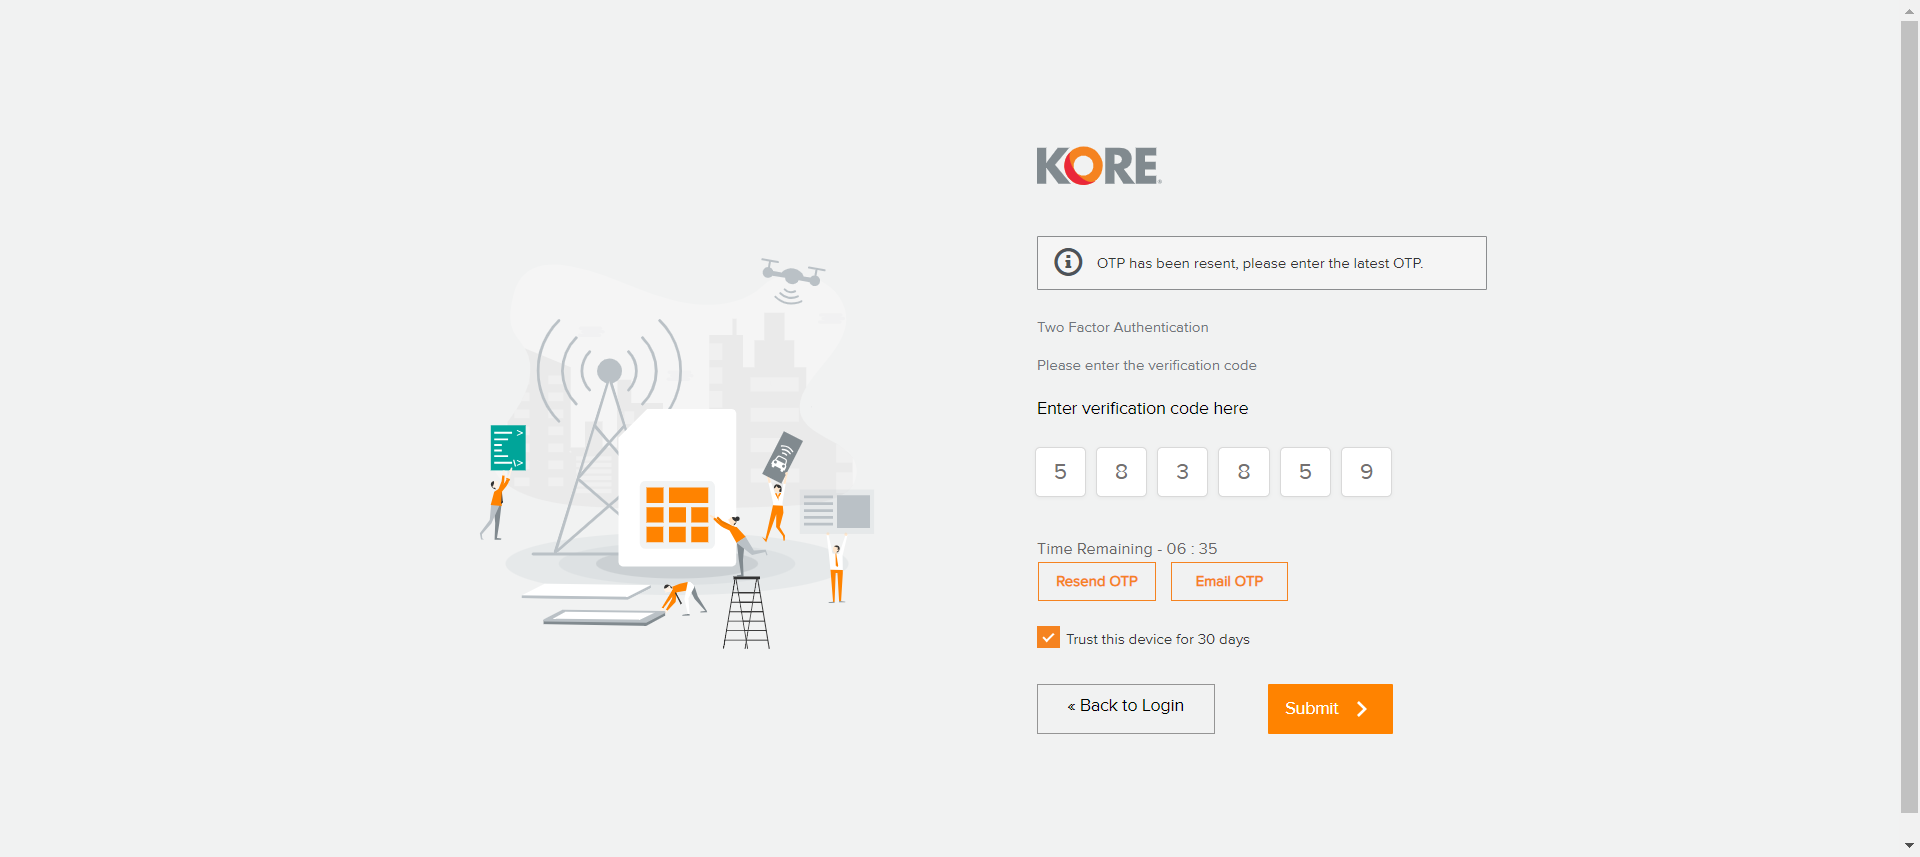 KORE
OTP has been resent, please enter the latest OTP.
Two Factor Authentication
Please enter the verification code
Enter verification code here
5 8 3 8 5 9
Time Remaining - 06 : 35
Resend OTP Email OTP
Trust this device for 30 days
« Back to Login Submit